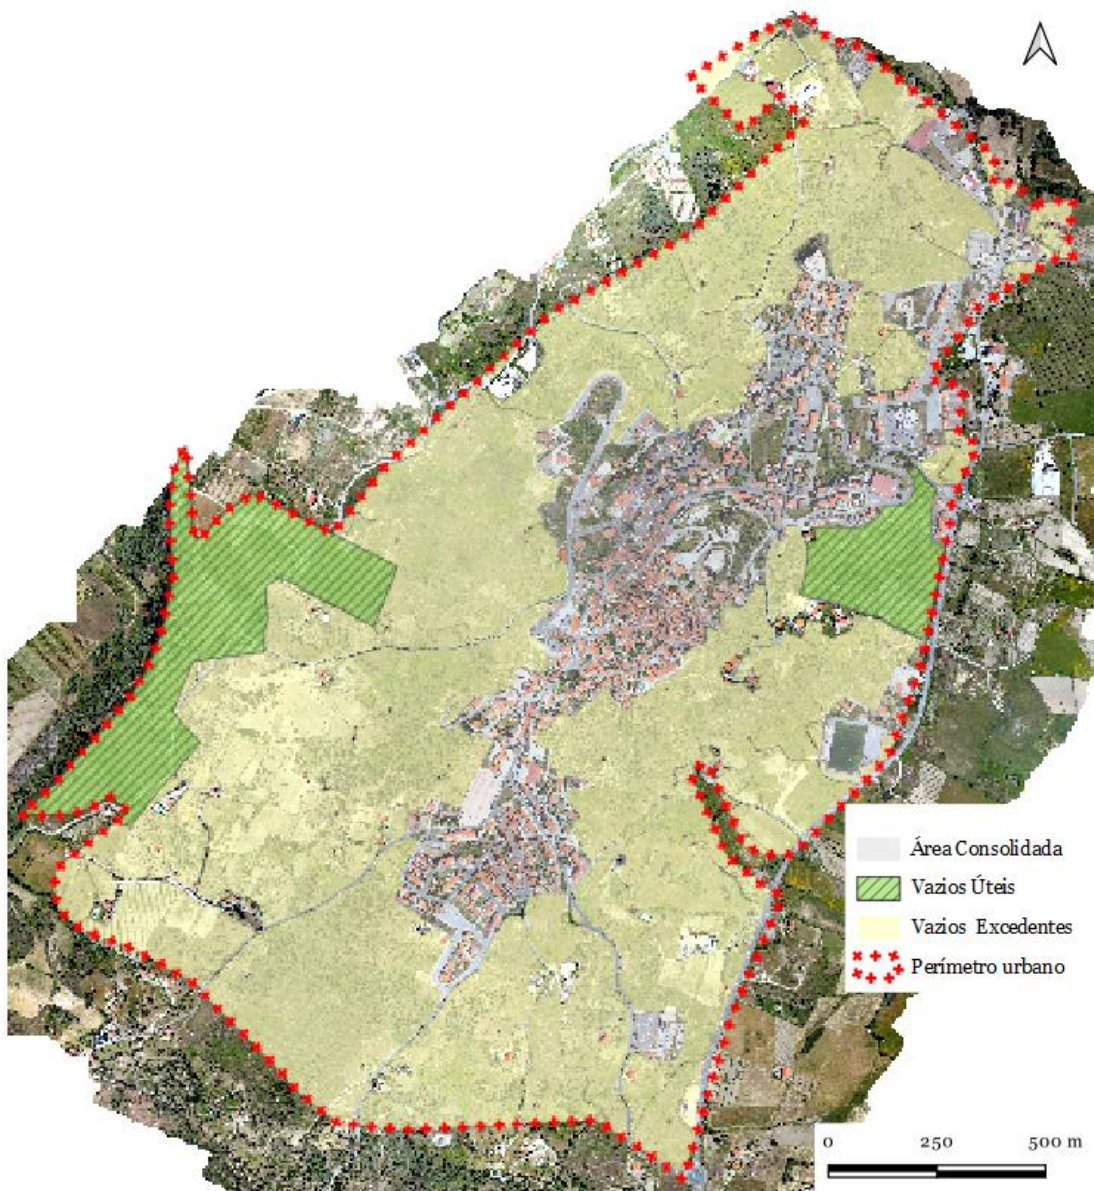 Área Consolidada
Vazios Úteis
Vazios Excedentes
Perímetro urbano
0 250 500 m